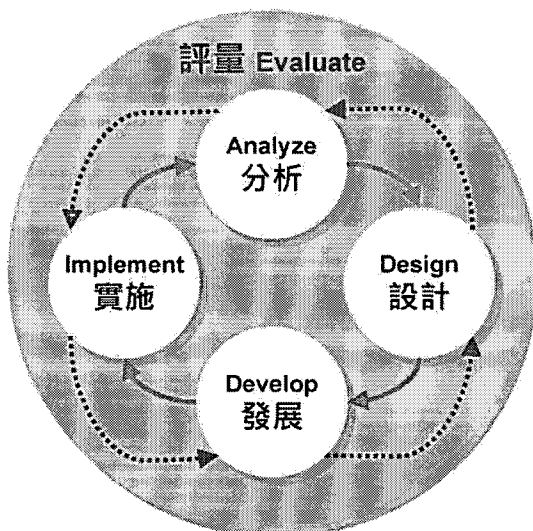 評量 Evaluate
Analyze
分析
Implement
實施
Design
設計
Develop
發展